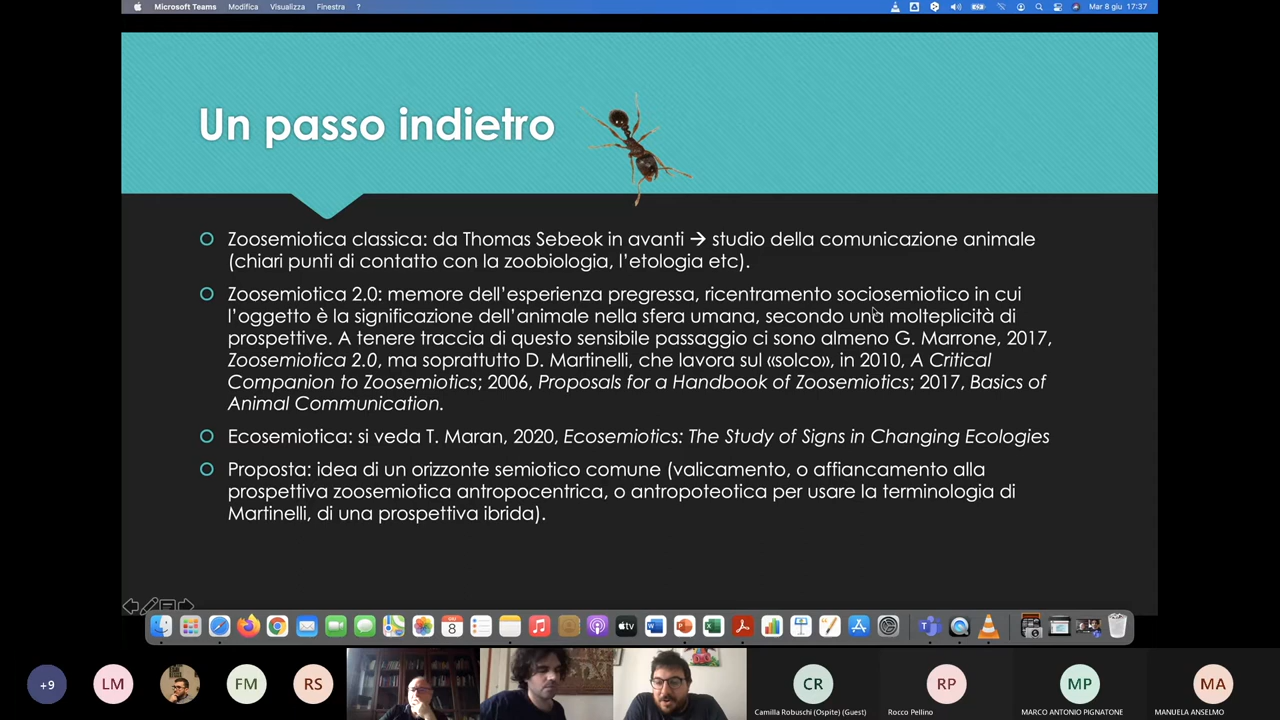 Microsoft Teams Modifica Visualizza Finestra ? Mar 8 giu 17:37
Un passo indietro
Zoosemiotica classica: da Thomas Sebeok in avanti → studio della comunicazione animale
(chiari punti di contatto con la zoobiologia, l’etologia etc).
Zoosemiotica 2.0: memore dell’esperienza pregressa, ricentramento sociosemiotico in cui
l’oggetto è la significazione dell’animale nella sfera umana, secondo una molteplicità di
prospettive. A tenere traccia di questo sensibile passaggio ci sono almeno G. Marrone, 2017,
Zoosemiotica 2.0, ma soprattutto D. Martinelli, che lavora sul «solco», in 2010, A Critical
Companion to Zoosemiotics; 2006, Proposals for a Handbook of Zoosemiotics; 2017, Basics of
Animal Communication.
Ecosemiotica: si veda T. Maran, 2020, Ecosemiotics: The Study of Signs in Changing Ecologies
Proposta: idea di un orizzonte semiotico comune (valicamento, o affiancamento alla
prospettiva zoosemiotica antropocentrica, o antropoteotica per usare la terminologia di
Martinelli, di una prospettiva ibrida).
8
tv
+9 LM FM RS CR RP MP MA
Camilla Robuschi (Ospite) (Guest) Rocco Pellino MARCO ANTONIO PIGNATONE MANUELA ANSELMO